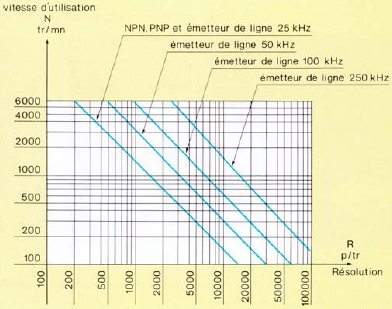 vitesse d'utilisation
N
tr/mn
NPN, PNP et émetteur de ligne 25 kHz
émetteur de ligne 50 kHz
émetteur de ligne 100 kHz
émetteur de ligne 250 kHz
6000
4000
2000
1000
500
200
100
100
200
500
1000
2000
5000
10000
20000
50000
100000
R
p/tr
Résolution